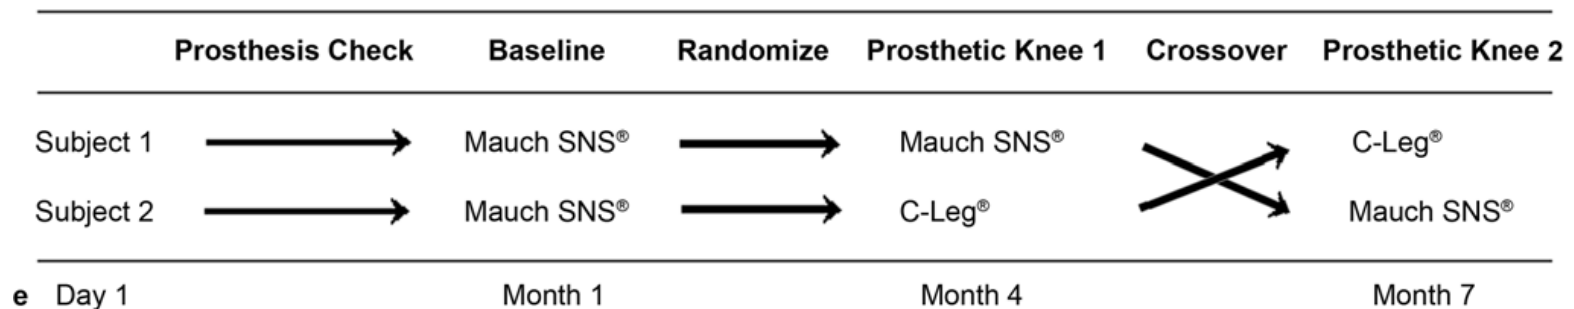 Prosthesis Check Baseline Randomize Prosthetic Knee 1 Crossover Prosthetic Knee 2
Subject 1 Mauch SNS® Mauch SNS® C-Leg®
Subject 2 Mauch SNS® C-Leg® Mauch SNS®
e Day 1 Month 1 Month 4 Month 7